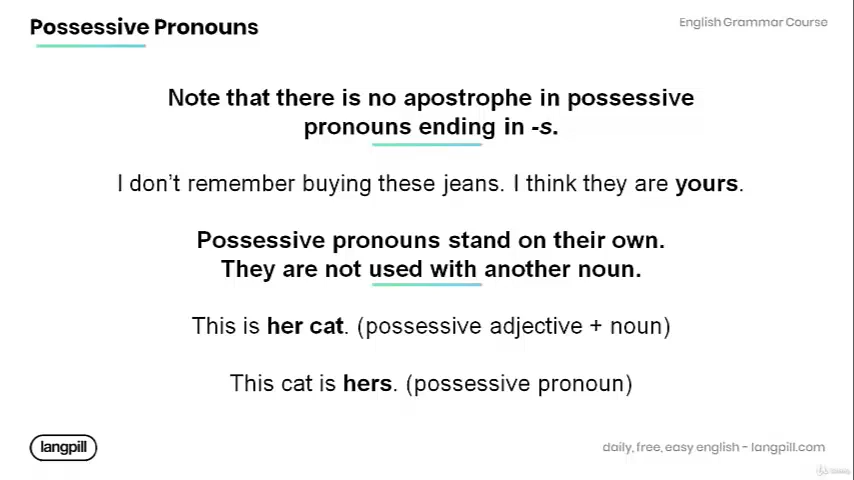 Possessive Pronouns
English Grammar Course
Note that there is no apostrophe in possessive
pronouns ending in -s.
I don't remember buying these jeans. I think they are yours.
Possessive pronouns stand on their own.
They are not used with another noun.
This is her cat. (possessive adjective + noun)
This cat is hers. (possessive pronoun)
langpill
daily, free, easy english - langpill.com